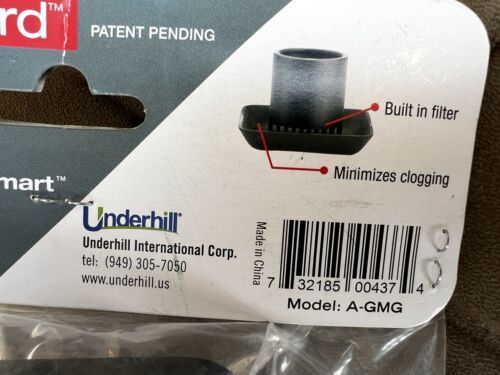 rd
PATENT PENDING
Built in filter
Minimizes clogging
mart™
Underhill®
Underhill International Corp.
tel: (949) 305-7050
www.underhill.us
Made in China
7 32185 00437 4
Model: A-GMG